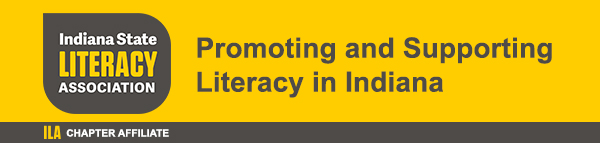 Indiana State
LITERACY
ASSOCIATION
Promoting and Supporting
Literacy in Indiana
ILA CHAPTER AFFILIATE